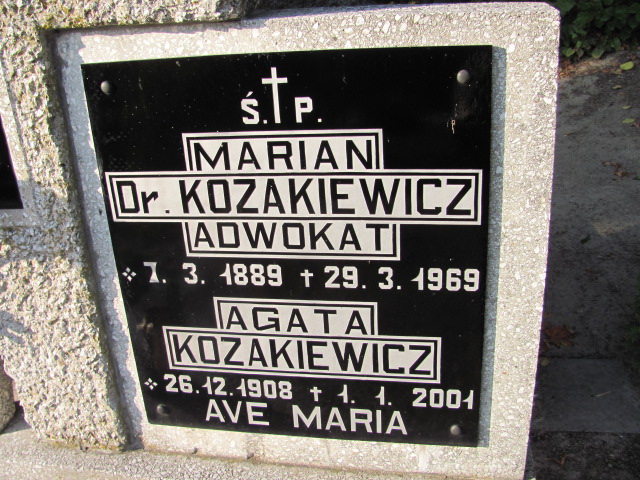 Ś. † P.
MARIAN
Dr. KOZAKIEWICZ
ADWOKAT
7. 3. 1889 † 29. 3. 1969
AGATA
KOZAKIEWICZ
26.12.1908 † 1. 1. 2001
AVE MARIA